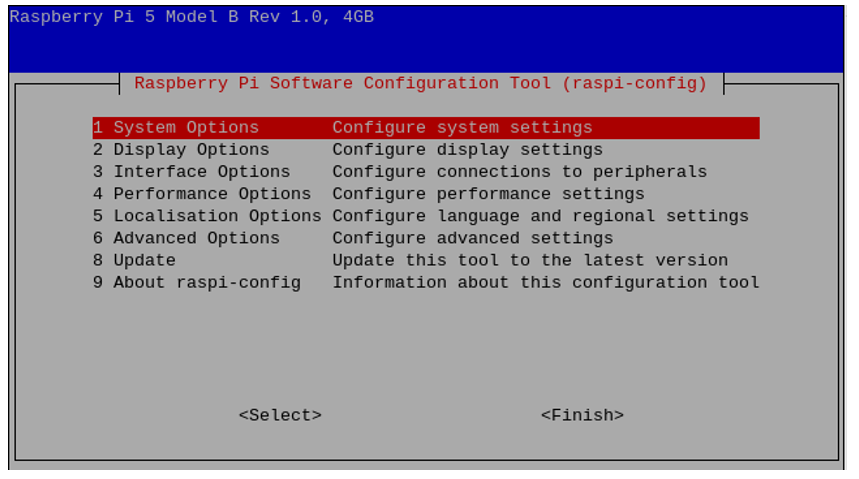 Raspberry Pi 5 Model B Rev 1.0, 4GB
Raspberry Pi Software Configuration Tool (raspi-config)
1 System Options Configure system settings
2 Display Options Configure display settings
3 Interface Options Configure connections to peripherals
4 Performance Options Configure performance settings
5 Localisation Options Configure language and regional settings
6 Advanced Options Configure advanced settings
8 Update Update this tool to the latest version
9 About raspi-config Information about this configuration tool
<Select> <Finish>